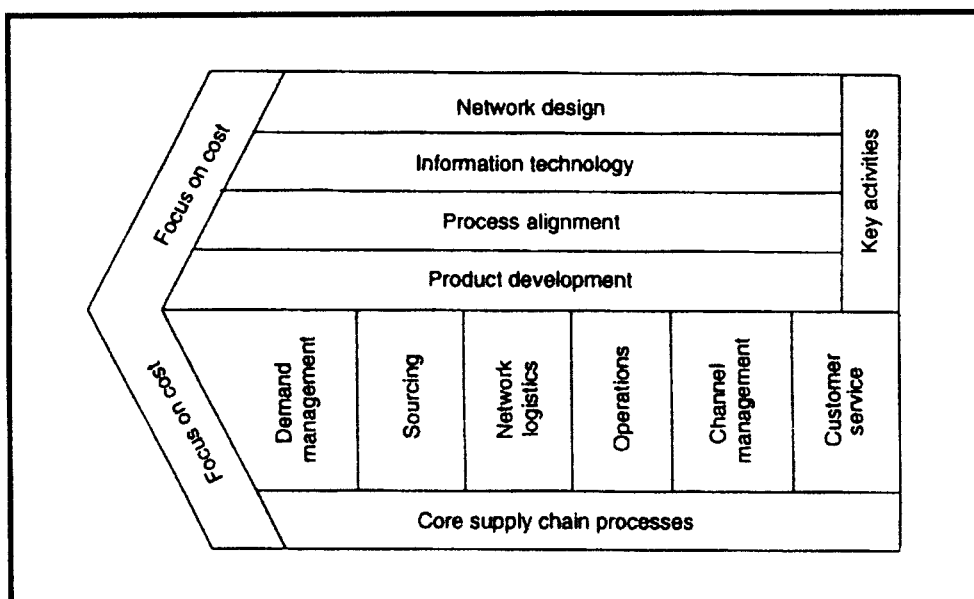 Focus on cost
Network design
Information technology
Process alignment
Product development
Key activities
Focus on cost
Demand
management
Sourcing
Network
logistics
Operations
Channel
management
Customer
service
Core supply chain processes